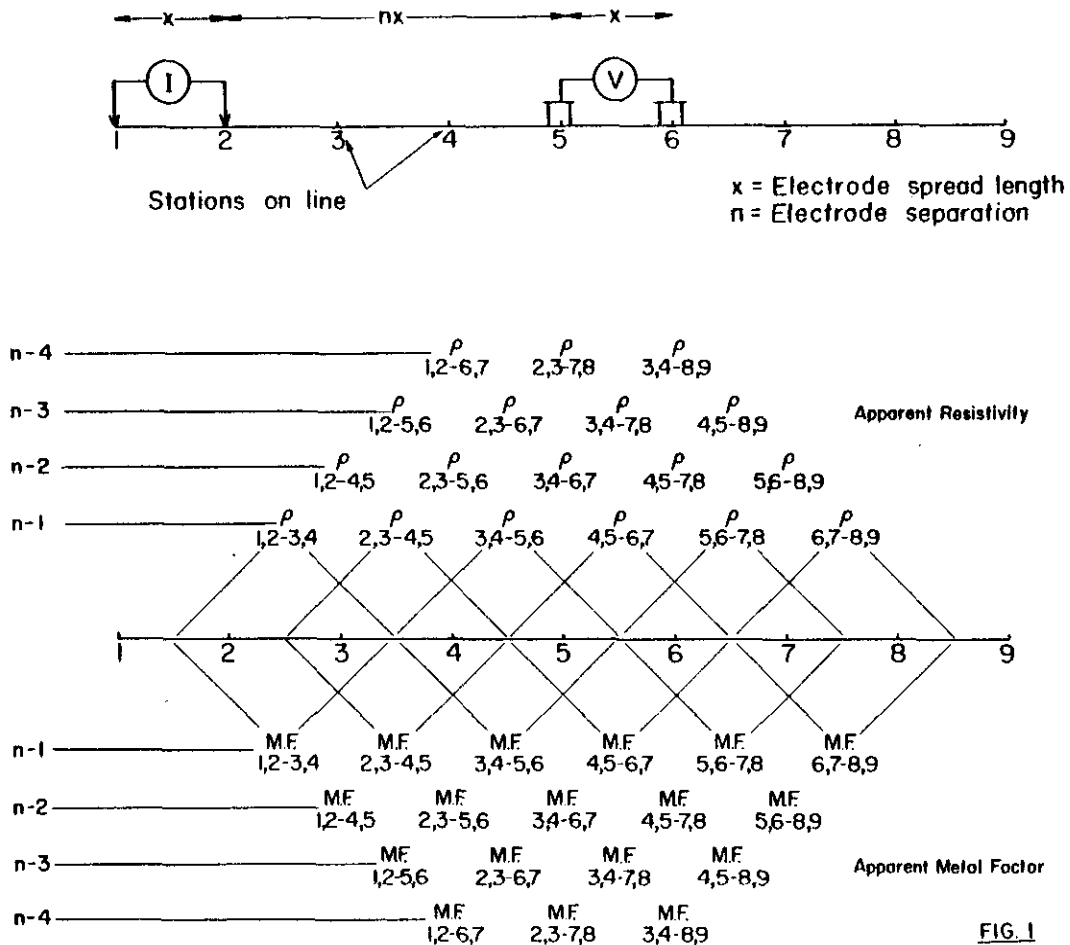 x nx x
I V
1 2 3 4 5 6 7 8 9
Stations on line
x = Electrode spread length
n = Electrode separation
n-4 ρ ρ ρ
1,2-6,7 2,3-7,8 3,4-8,9
n-3 ρ ρ ρ ρ Apparent Resistivity
1,2-5,6 2,3-6,7 3,4-7,8 4,5-8,9
n-2 ρ ρ ρ ρ ρ
1,2-4,5 2,3-5,6 3,4-6,7 4,5-7,8 5,6-8,9
n-1 ρ ρ ρ ρ ρ ρ
1,2-3,4 2,3-4,5 3,4-5,6 4,5-6,7 5,6-7,8 6,7-8,9
1 2 3 4 5 6 7 8 9
n-1 M.F. M.F. M.F. M.F. M.F. M.F.
1,2-3,4 2,3-4,5 3,4-5,6 4,5-6,7 5,6-7,8 6,7-8,9
n-2 M.F. M.F. M.F. M.F. M.F.
1,2-4,5 2,3-5,6 3,4-6,7 4,5-7,8 5,6-8,9
n-3 M.F. M.F. M.F. M.F. Apparent Metal Factor
1,2-5,6 2,3-6,7 3,4-7,8 4,5-8,9
n-4 M.F. M.F. M.F.
1,2-6,7 2,3-7,8 3,4-8,9
FIG. 1